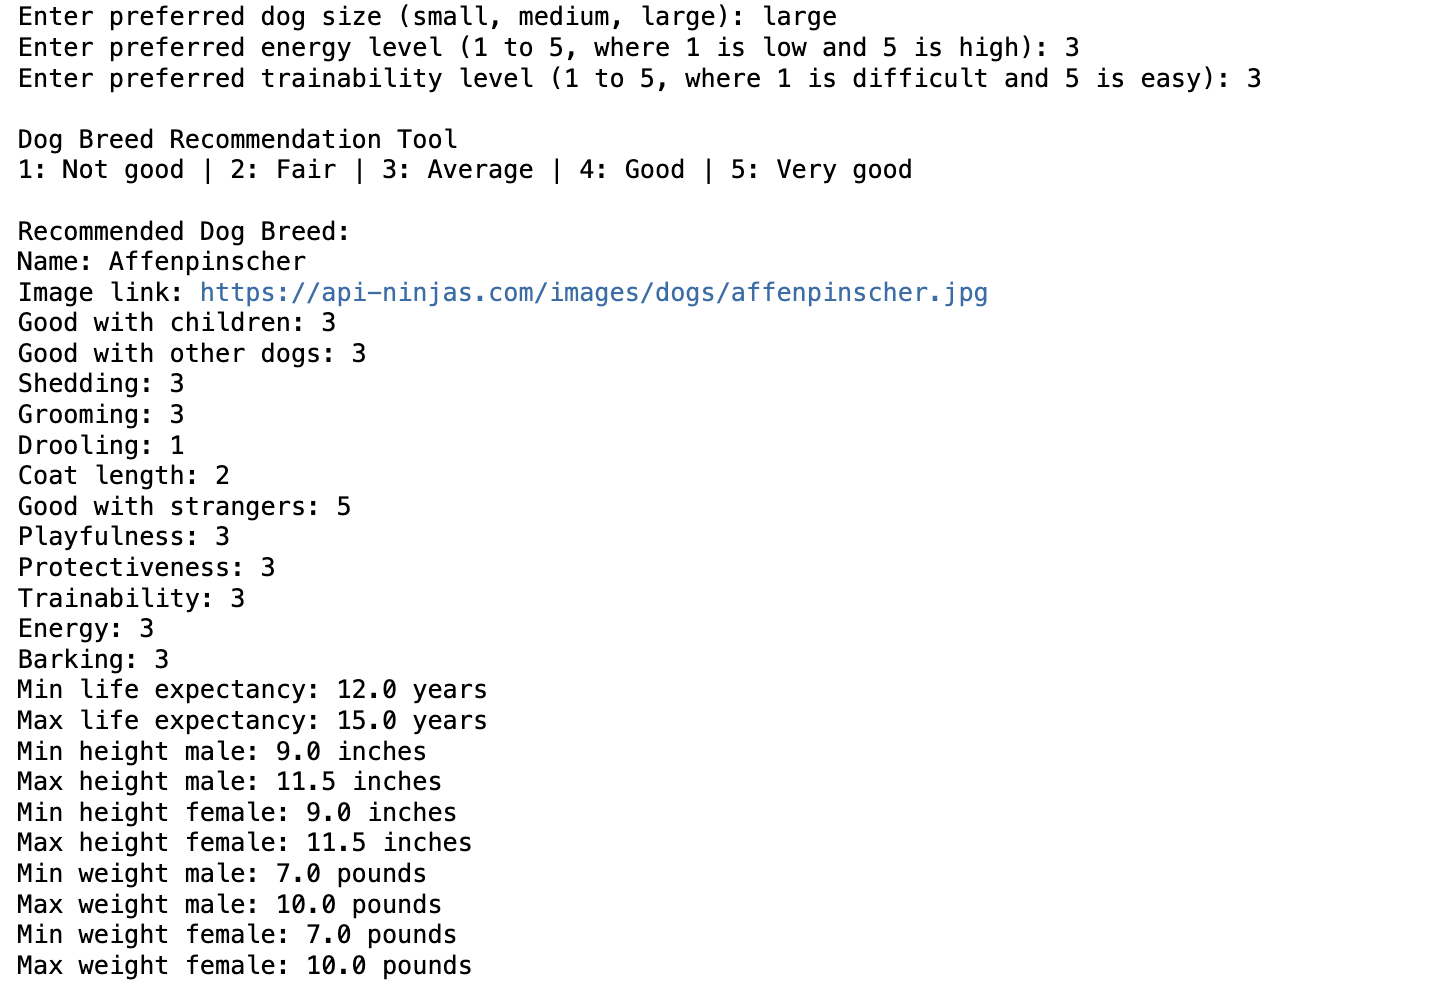 Enter preferred dog size (small, medium, large): large
Enter preferred energy level (1 to 5, where 1 is low and 5 is high): 3
Enter preferred trainability level (1 to 5, where 1 is difficult and 5 is easy): 3
Dog Breed Recommendation Tool
1: Not good | 2: Fair | 3: Average | 4: Good | 5: Very good
Recommended Dog Breed:
Name: Affenpinscher
Image link: https://api-ninjas.com/images/dogs/affenpinscher.jpg
Good with children: 3
Good with other dogs: 3
Shedding: 3
Grooming: 3
Drooling: 1
Coat length: 2
Good with strangers: 5
Playfulness: 3
Protectiveness: 3
Trainability: 3
Energy: 3
Barking: 3
Min life expectancy: 12.0 years
Max life expectancy: 15.0 years
Min height male: 9.0 inches
Max height male: 11.5 inches
Min height female: 9.0 inches
Max height female: 11.5 inches
Min weight male: 7.0 pounds
Max weight male: 10.0 pounds
Min weight female: 7.0 pounds
Max weight female: 10.0 pounds